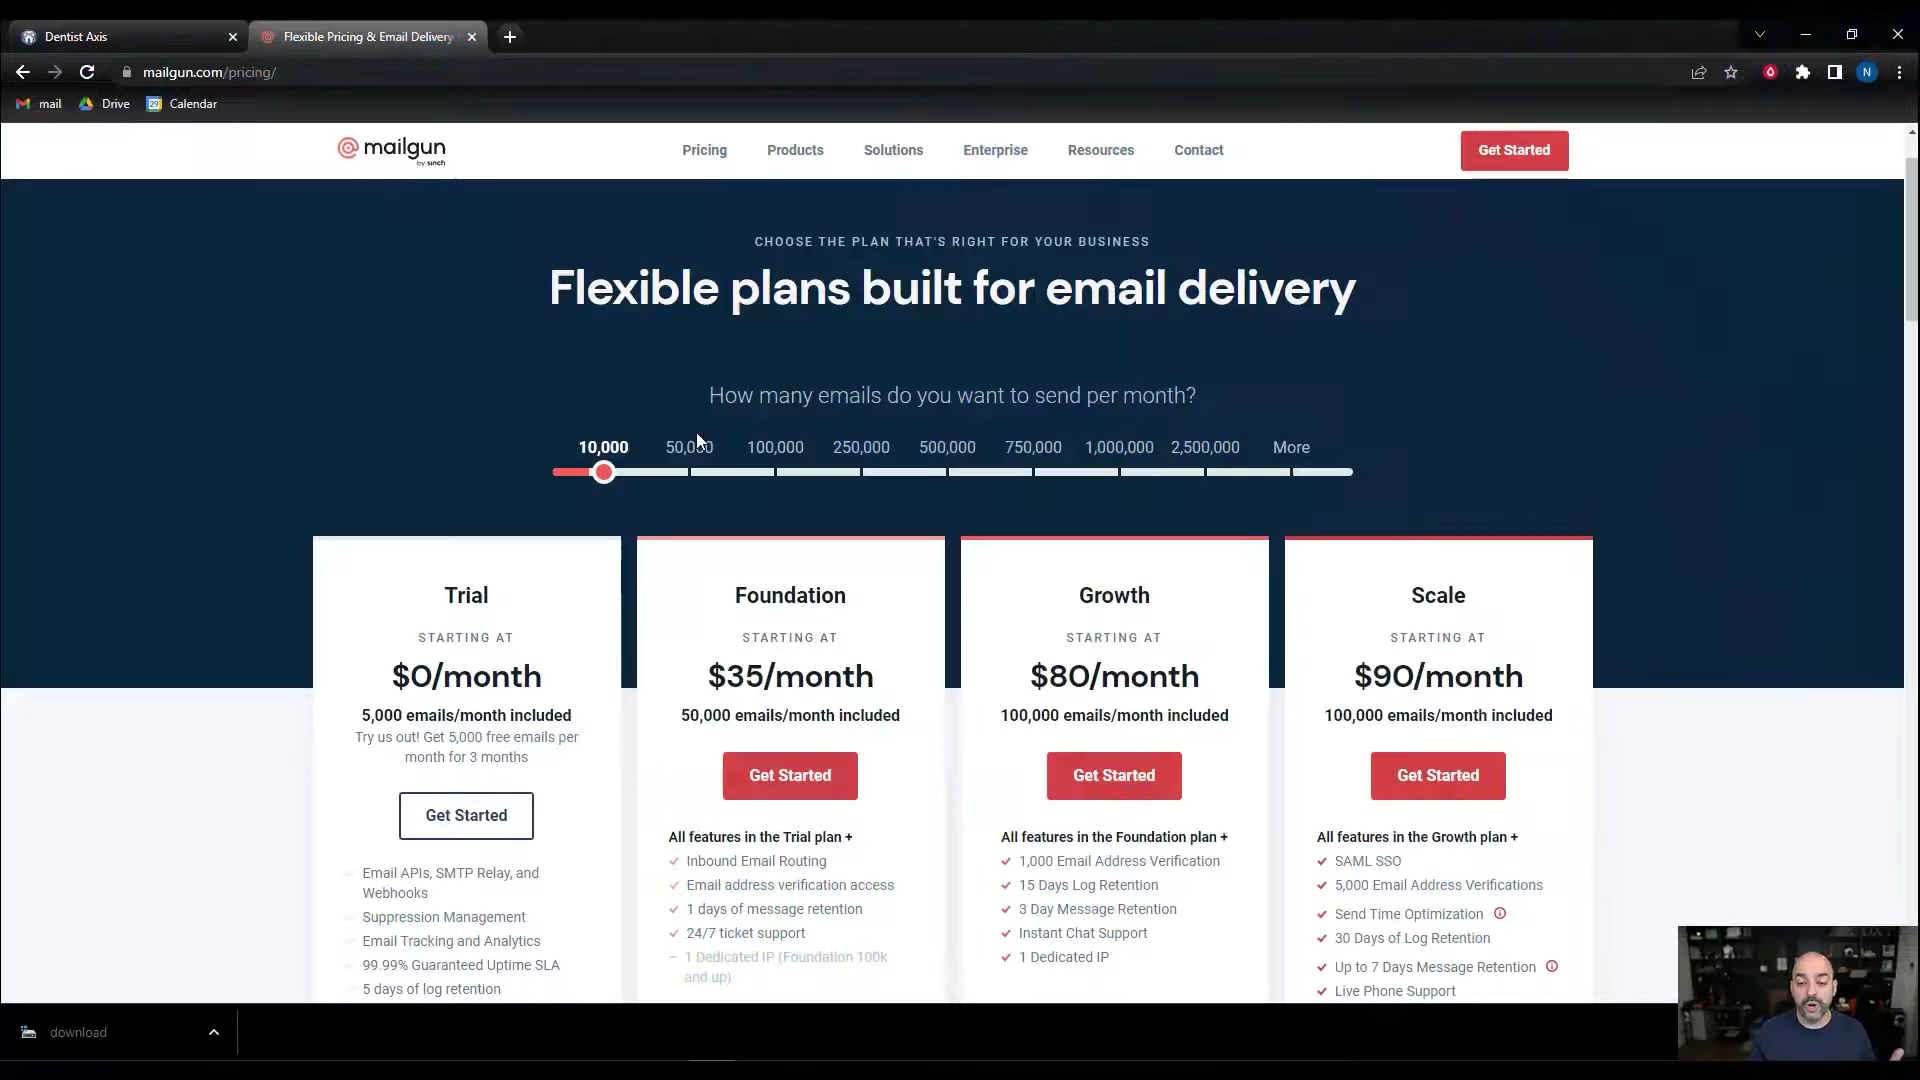 Dentist Axis
Flexible Pricing & Email Delivery
mailgun.com/pricing/
N
mail
Drive
29
Calendar
mailgun
by sinch
Pricing
Products
Solutions
Enterprise
Resources
Contact
Get Started
CHOOSE THE PLAN THAT'S RIGHT FOR YOUR BUSINESS
Flexible plans built for email delivery
How many emails do you want to send per month?
10,000
50,000
100,000
250,000
500,000
750,000
1,000,000
2,500,000
More
Trial
STARTING AT
$0/month
5,000 emails/month included
Try us out! Get 5,000 free emails per
month for 3 months
Get Started
Email APIs, SMTP Relay, and
Webhooks
Suppression Management
Email Tracking and Analytics
99.99% Guaranteed Uptime SLA
5 days of log retention
Foundation
STARTING AT
$35/month
50,000 emails/month included
Get Started
All features in the Trial plan +
Inbound Email Routing
Email address verification access
1 days of message retention
24/7 ticket support
1 Dedicated IP (Foundation 100k
and up)
Growth
STARTING AT
$80/month
100,000 emails/month included
Get Started
All features in the Foundation plan +
1,000 Email Address Verification
15 Days Log Retention
3 Day Message Retention
Instant Chat Support
1 Dedicated IP
Scale
STARTING AT
$90/month
100,000 emails/month included
Get Started
All features in the Growth plan +
SAML SSO
5,000 Email Address Verifications
Send Time Optimization
30 Days of Log Retention
Up to 7 Days Message Retention
Live Phone Support
download